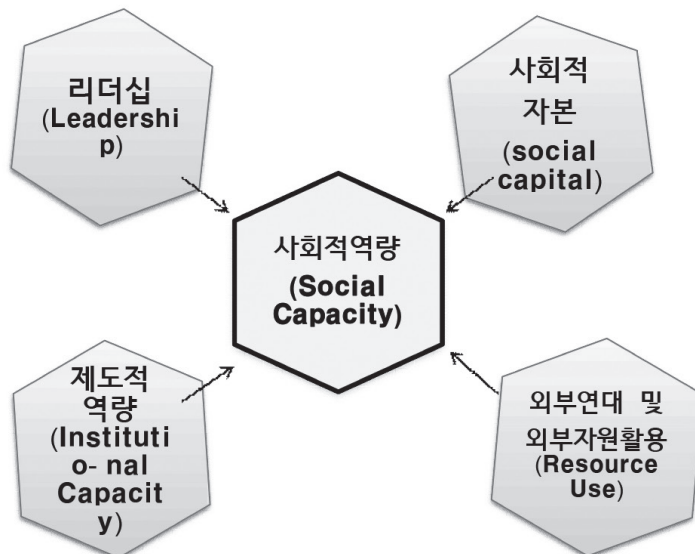 리더십
(Leadershi
p)
사회적
자본
(social
capital)
사회적역량
(Social
Capacity)
제도적
역량
(Instituti
o- nal
Capacit
y)
외부연대 및
외부자원활용
(Resource
Use)